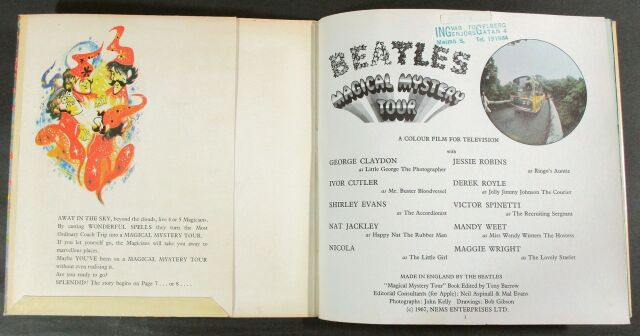 AWAY IN THE SKY, beyond the clouds, live 4 or 5 Magicians.
By casting WONDERFUL SPELLS they turn the Most
Ordinary Coach Trip into a MAGICAL MYSTERY TOUR.
If you let yourself go, the Magicians will take you away to
marvellous places.
Maybe YOU'VE been on a MAGICAL MYSTERY TOUR
without even realising it.
Are you ready to go?
SPLENDID! The story begins on Page 7.... or 8 ....
Malmö S. Tel. 191984
BEATLES
MAGICAL MYSTERY
TOUR
A COLOUR FILM FOR TELEVISION
with
GEORGE CLAYDON
as Little George The Photographer
JESSIE ROBINS
as Ringo's Auntie
IVOR CUTLER
as Mr. Buster Bloodvessel
DEREK ROYLE
as Jolly Jimmy Johnson The Courier
SHIRLEY EVANS
as The Accordionist
VICTOR SPINETTI
as The Recruiting Sergeant
NAT JACKLEY
as Happy Nat The Rubber Man
MANDY WEET
as Miss Wendy Winters The Hostess
NICOLA
as The Little Girl
MAGGIE WRIGHT
as The Lovely Starlet
MADE IN ENGLAND BY THE BEATLES
"Magical Mystery Tour" Book Edited by Tony Barrow
Editorial Consultants (for Apple): Neil Aspinall & Mal Evans
Photographs: John Kelly Drawings: Bob Gibson
(c) 1967, NEMS ENTERPRISES LTD.
1